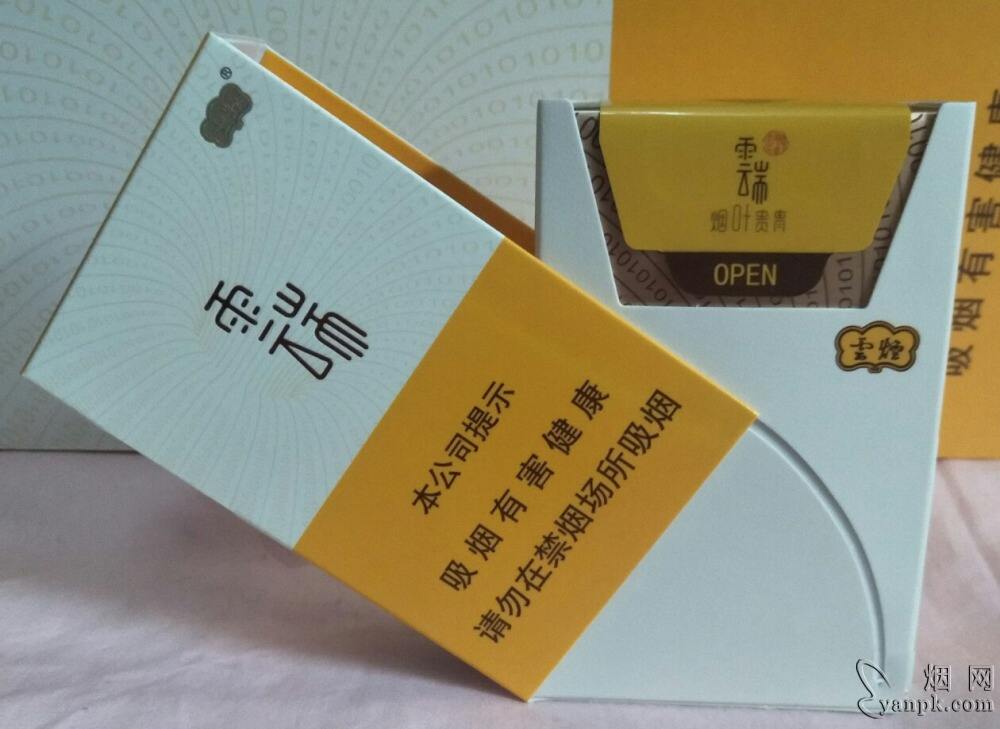 ®
雲端
本公司提示
吸烟有害健康
请勿在禁烟场所吸烟
雲端
烟叶贵青
OPEN
雲煙
吸烟有害健康
烟网
yanpk.com